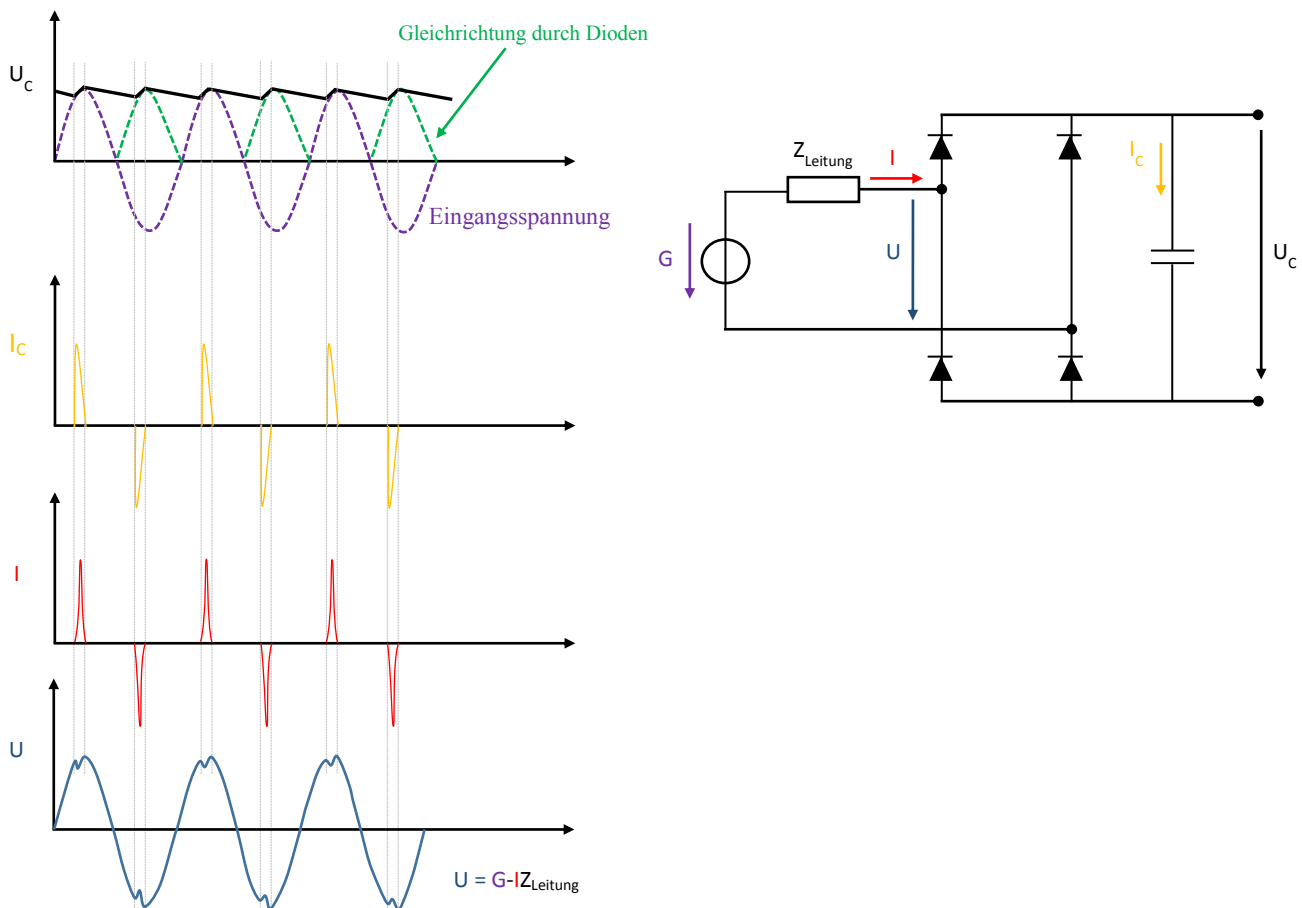 Gleichrichtung durch Dioden
U_C
Eingangsspannung
Z_Leitung
I
I_C
G
U
U_C
I_C
I
U
U = G-IZ_Leitung